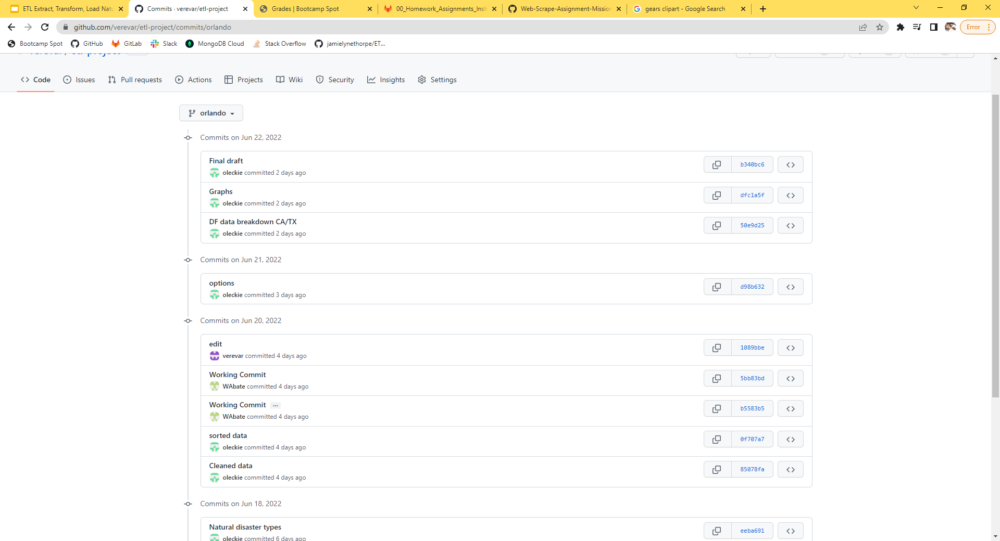 ETL Extract, Transform, Load Natu
Commits · verevar/etl-project
Grades | Bootcamp Spot
00_Homework_Assignments_Inst
Web-Scrape-Assignment-Mission
gears clipart - Google Search
github.com/verevar/etl-project/commits/orlando
Error
Bootcamp Spot
GitHub
GitLab
Slack
MongoDB Cloud
Stack Overflow
jamielynethorpe/ET...
Code
Issues
Pull requests
Actions
Projects
Wiki
Security
Insights
Settings
orlando
Commits on Jun 22, 2022
Final draft
oleckie committed 2 days ago
b340bc6
Graphs
oleckie committed 2 days ago
dfc1a5f
DF data breakdown CA/TX
oleckie committed 2 days ago
50e9d25
Commits on Jun 21, 2022
options
oleckie committed 3 days ago
d98b632
Commits on Jun 20, 2022
edit
verevar committed 4 days ago
1089bbe
Working Commit
WAbate committed 4 days ago
5bb83bd
Working Commit ...
WAbate committed 4 days ago
b5583b5
sorted data
oleckie committed 4 days ago
0f707a7
Cleaned data
oleckie committed 4 days ago
85078fa
Commits on Jun 18, 2022
Natural disaster types
oleckie committed 6 days ago
eeba691